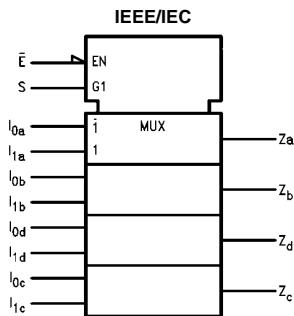 IEEE/IEC
Ē EN
S G1
I0a 1̄ MUX Za
I1a 1
I0b Zb
I1b
I0d Zd
I1d
I0c Zc
I1c